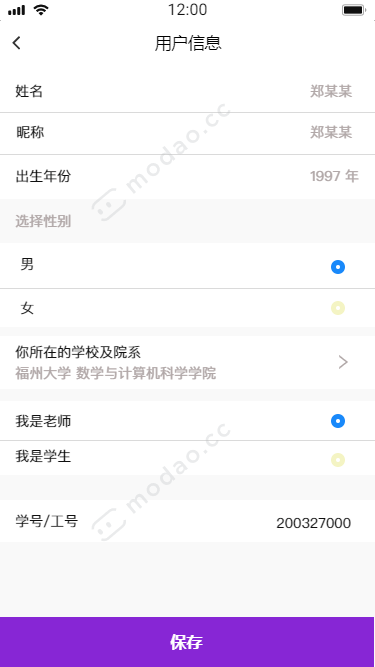 12:00
用户信息
姓名 郑某某
昵称 郑某某
出生年份 1997 年
选择性别
男
女
你所在的学校及院系
福州大学 数学与计算机科学学院
我是老师
我是学生
学号/工号 200327000
保存
modao.cc
modao.cc